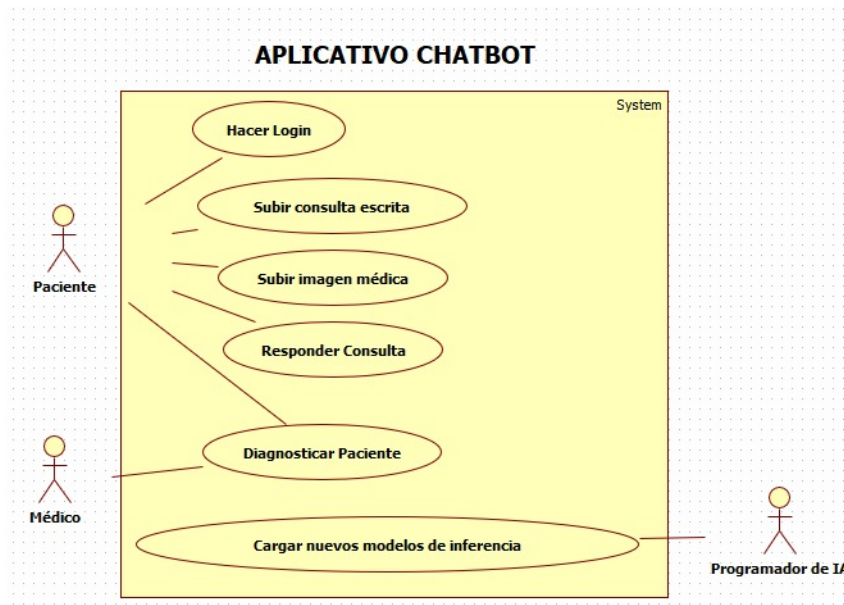 APLICATIVO CHATBOT
System
Hacer Login
Subir consulta escrita
Subir imagen médica
Paciente
Responder Consulta
Diagnosticar Paciente
Médico
Cargar nuevos modelos de inferencia
Programador de IA